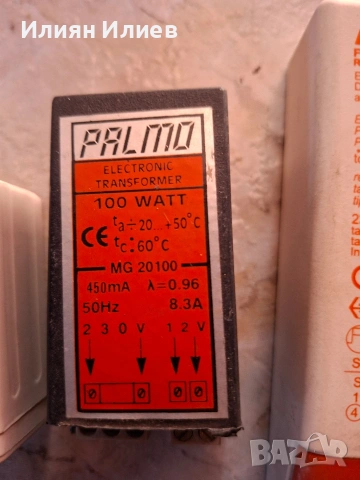 Илиян Илиев
PALMO
ELECTRONIC
TRANSFORMER
100 WATT
CE
ta÷20...+50°C
tc:60°C
MG 20100
450mA λ=0.96
50Hz 8.3A
230V 12V
bazar